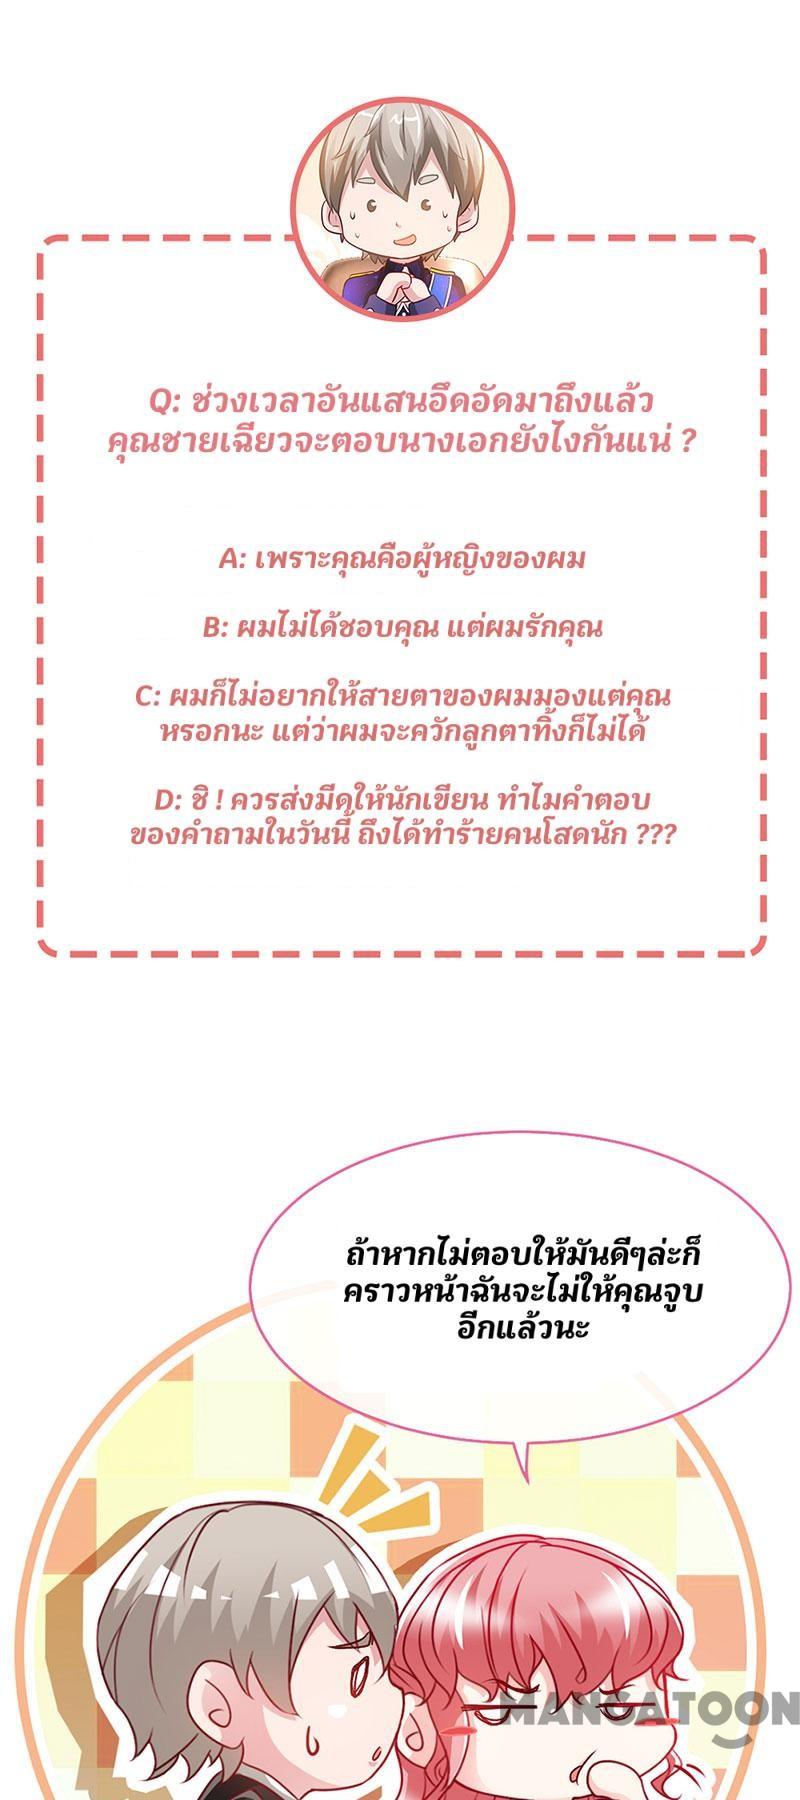 Q: ช่วงเวลาอันแสนอึดอัดมาถึงแล้ว
คุณชายเฉียวจะตอบนางเอกยังไงกันแน่ ?
A: เพราะคุณคือผู้หญิงของผม
B: ผมไม่ได้ชอบคุณ แต่ผมรักคุณ
C: ผมก็ไม่อยากให้สายตาของผมมองแต่คุณ
หรอกนะ แต่ว่าผมจะควักลูกตาทิ้งก็ไม่ได้
D: ชิ ! ควรส่งมีดให้นักเขียน ทำไมคำตอบ
ของคำถามในวันนี้ ถึงได้ทำร้ายคนโสดนัก ???
ถ้าหากไม่ตอบให้มันดีๆล่ะก็
คราวหน้าฉันจะไม่ให้คุณจูบ
อีกแล้วนะ
MANGATOON